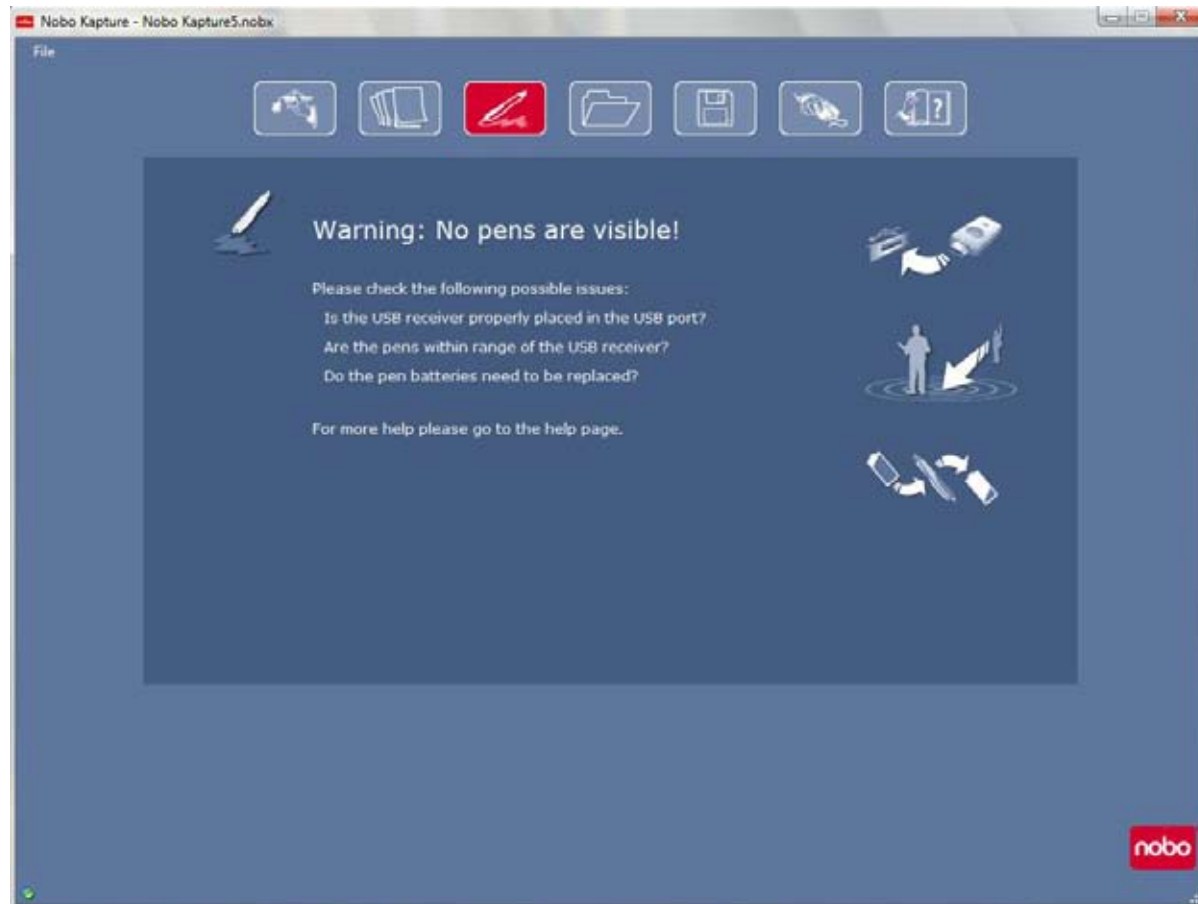 Nobo Kapture - Nobo Kapture5.nobx
File
?
Warning: No pens are visible!
Please check the following possible issues:
Is the USB receiver properly placed in the USB port?
Are the pens within range of the USB receiver?
Do the pen batteries need to be replaced?
For more help please go to the help page.
nobo